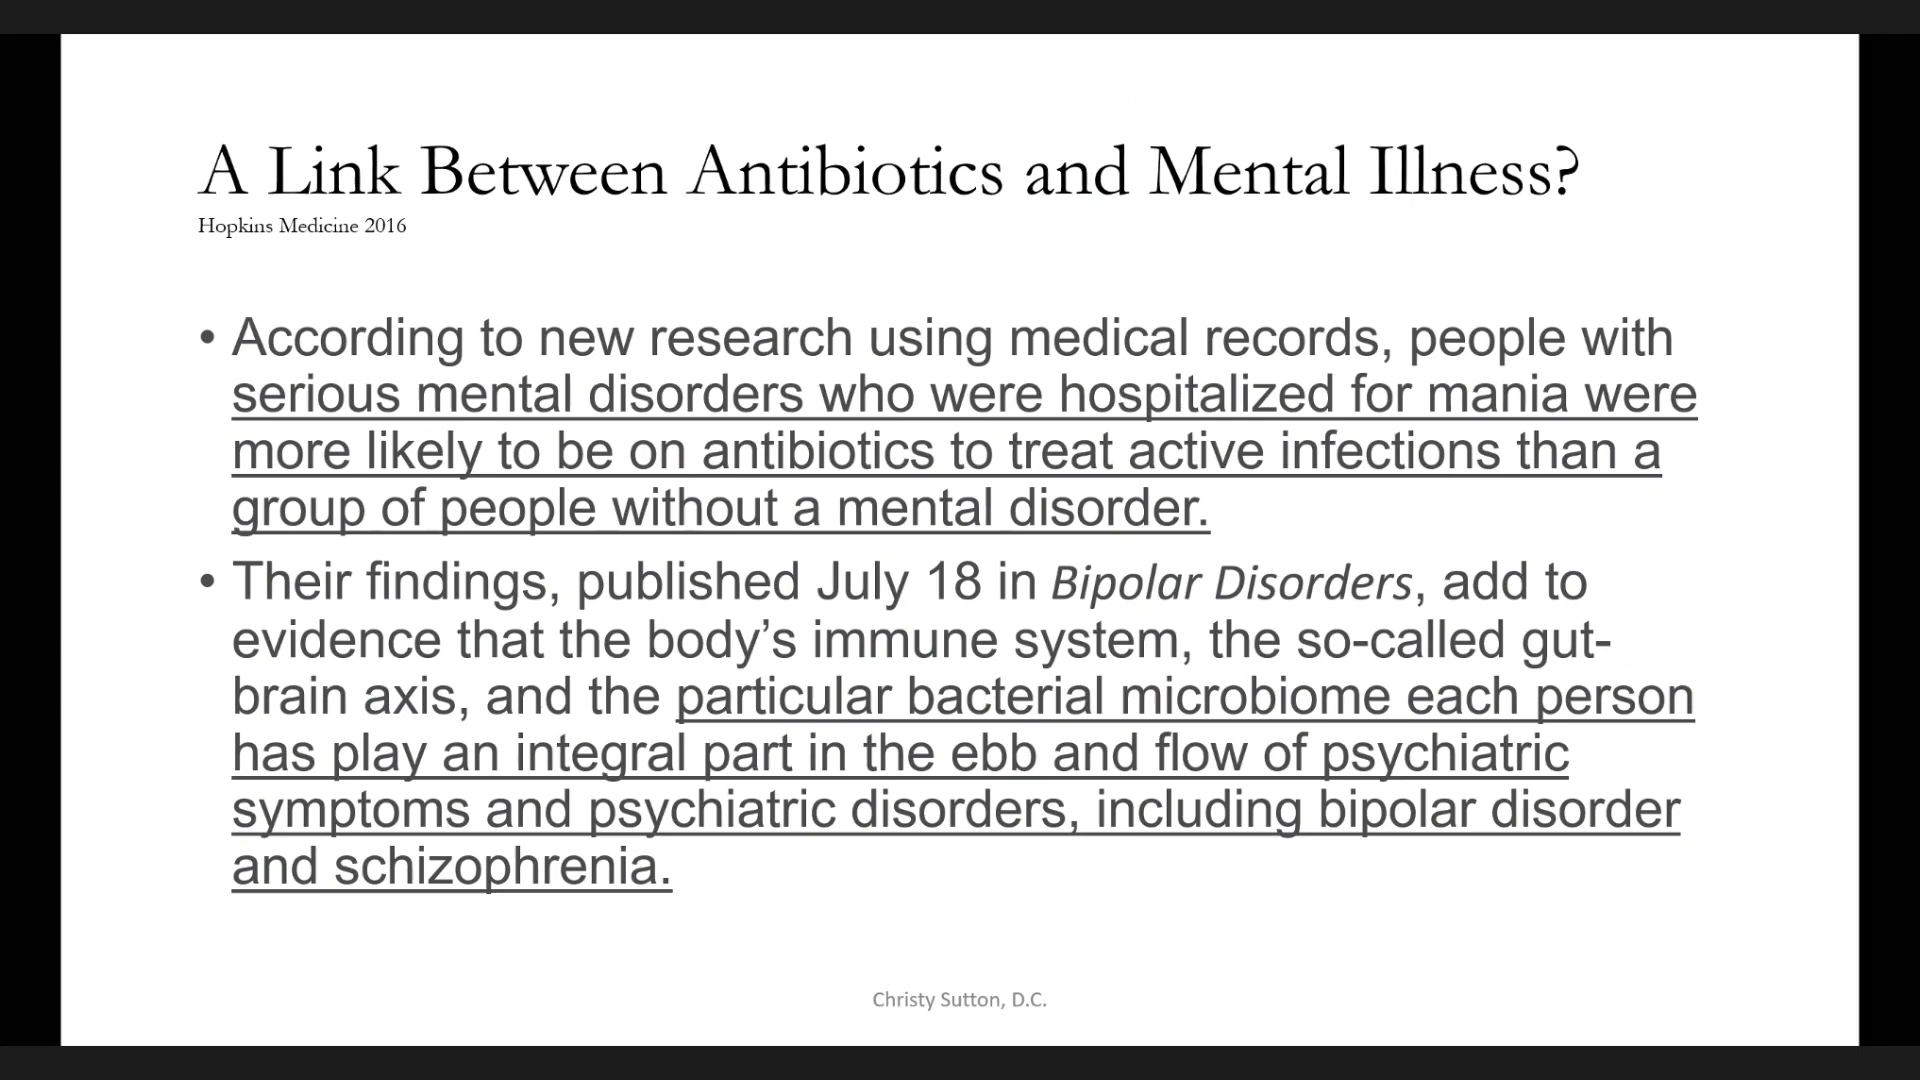 A Link Between Antibiotics and Mental Illness?
Hopkins Medicine 2016
• According to new research using medical records, people with
serious mental disorders who were hospitalized for mania were
more likely to be on antibiotics to treat active infections than a
group of people without a mental disorder.
• Their findings, published July 18 in Bipolar Disorders, add to
evidence that the body’s immune system, the so-called gut-
brain axis, and the particular bacterial microbiome each person
has play an integral part in the ebb and flow of psychiatric
symptoms and psychiatric disorders, including bipolar disorder
and schizophrenia.
Christy Sutton, D.C.